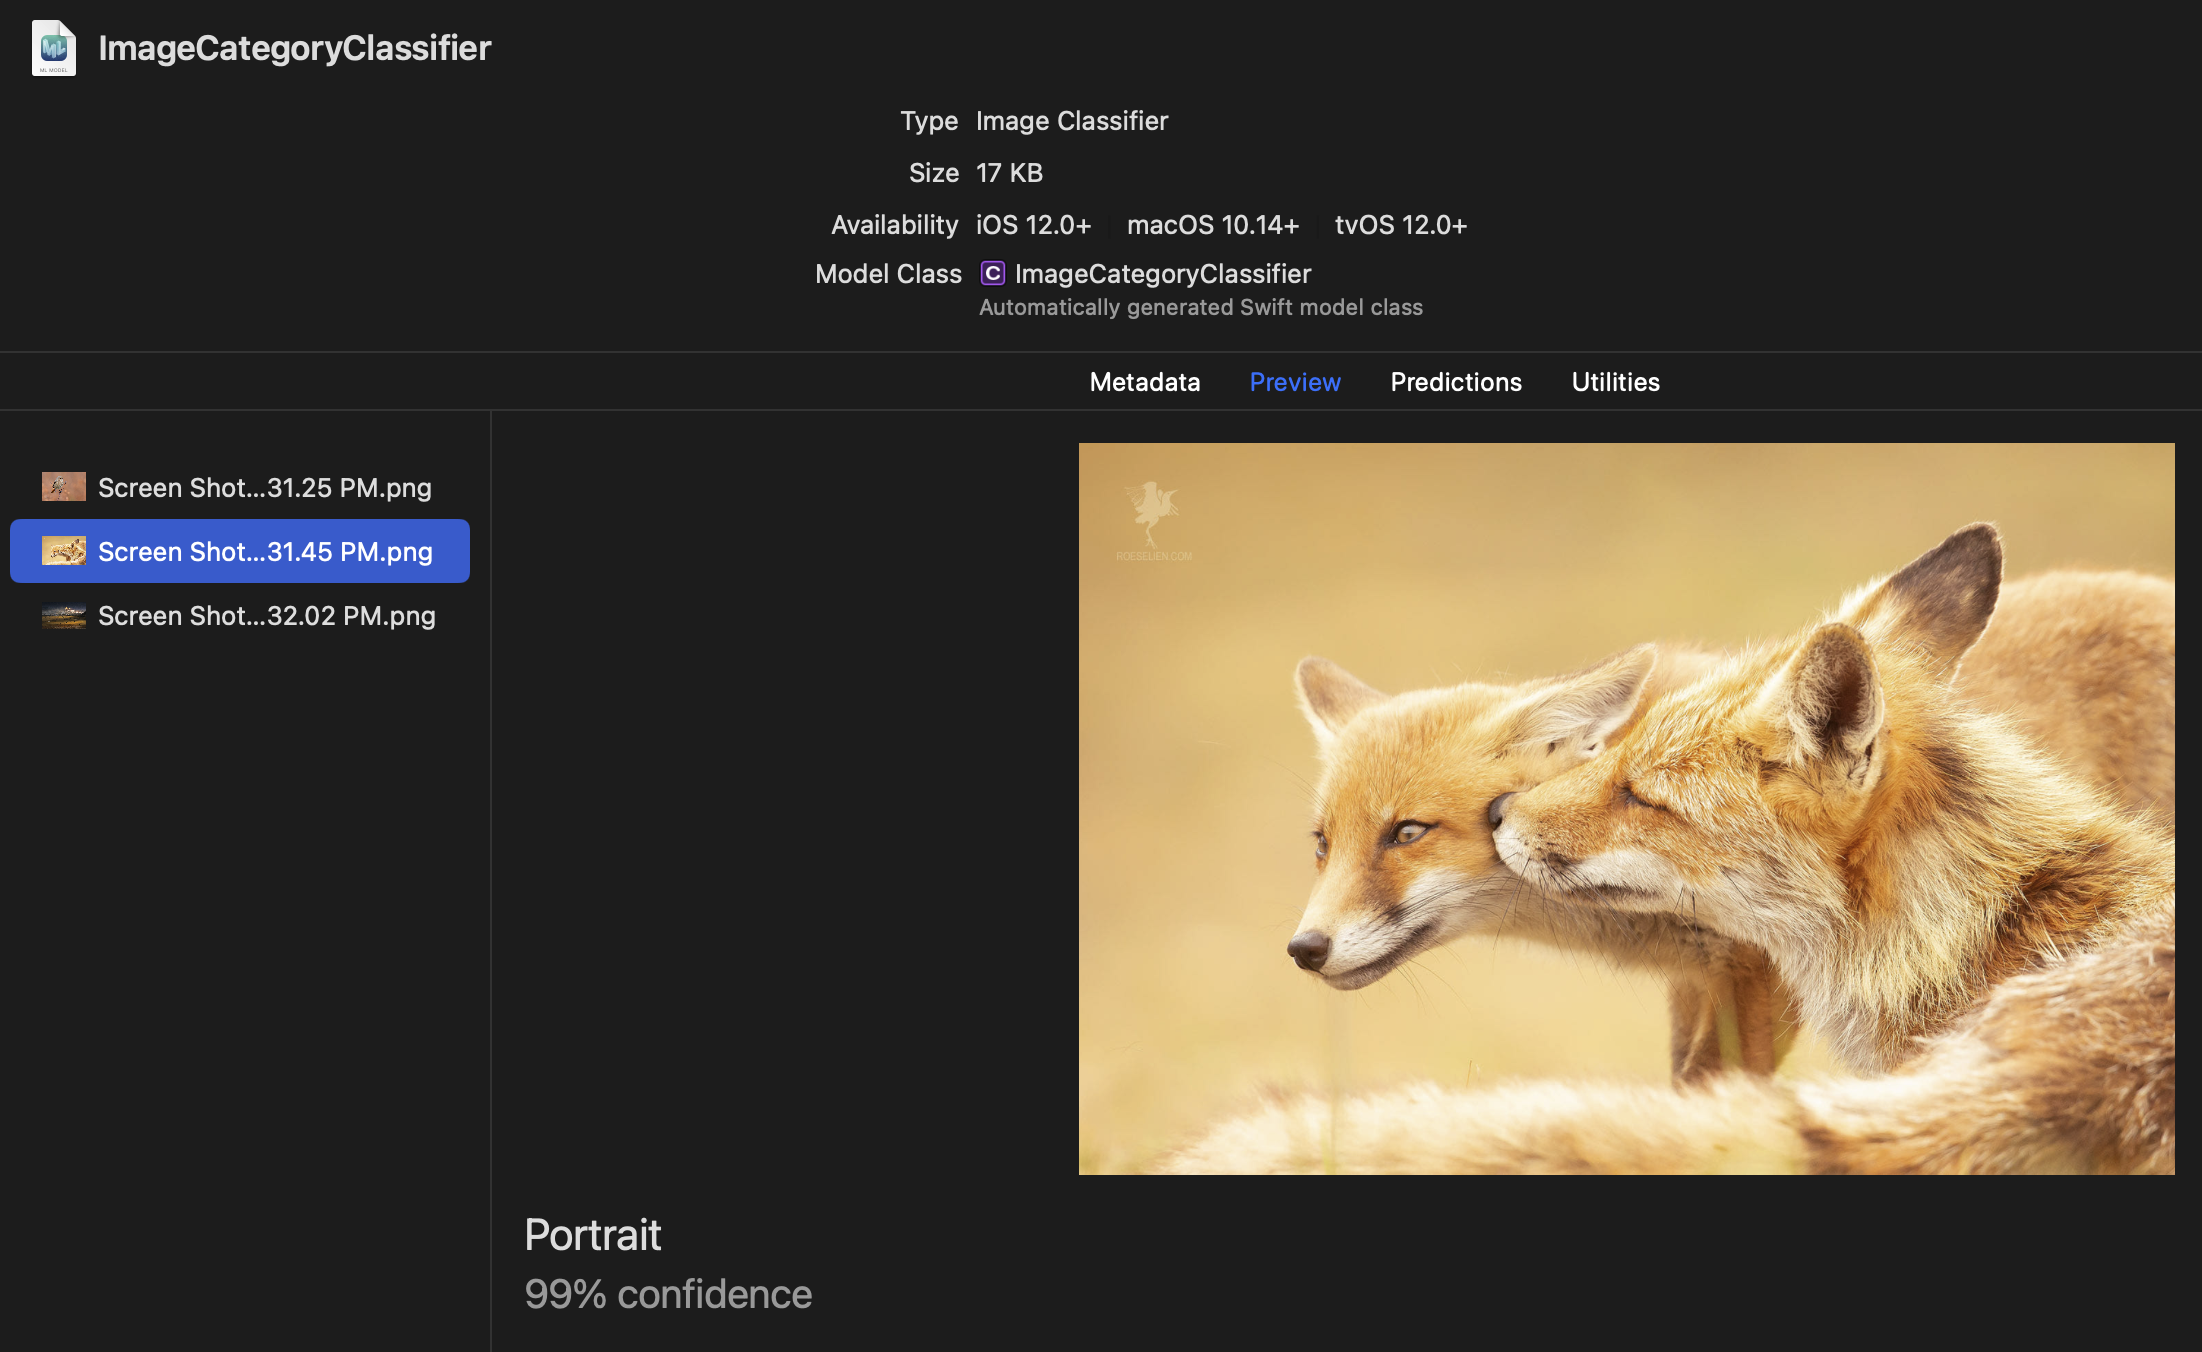 ML
ML MODEL
ImageCategoryClassifier
Type Image Classifier
Size 17 KB
Availability iOS 12.0+ macOS 10.14+ tvOS 12.0+
Model Class C ImageCategoryClassifier
Automatically generated Swift model class
Metadata Preview Predictions Utilities
Screen Shot...31.25 PM.png
Screen Shot...31.45 PM.png
Screen Shot...32.02 PM.png
ROESELIEN.COM
Portrait
99% confidence